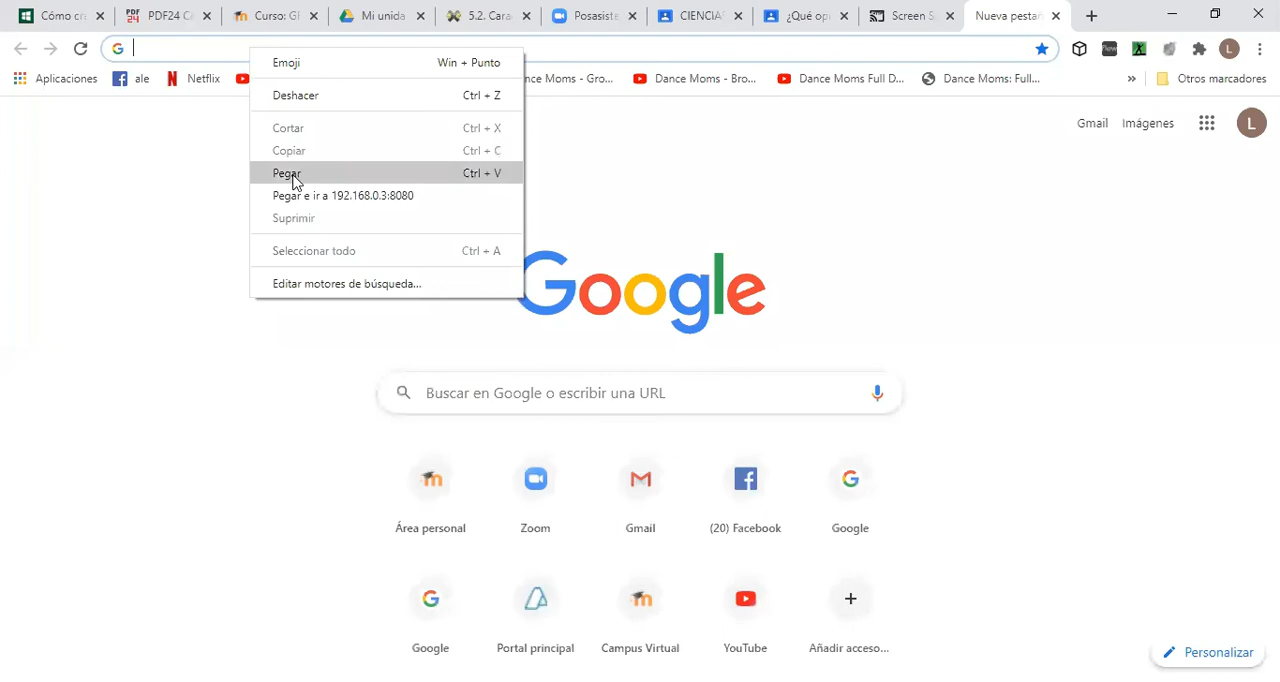 Cómo cr
PDF24 C
Curso: GF
Mi unida
5.2. Cara
Posasiste
CIENCIA
¿Qué op
Screen S
Nueva pestañ
Aplicaciones
ale
Netflix
nce Moms - Gro...
Dance Moms - Bro...
Dance Moms Full D...
Dance Moms: Full...
»
Otros marcadores
Emoji Win + Punto
Deshacer Ctrl + Z
Cortar Ctrl + X
Copiar Ctrl + C
Pegar Ctrl + V
Pegar e ir a 192.168.0.3:8080
Suprimir
Seleccionar todo Ctrl + A
Editar motores de búsqueda...
Gmail Imágenes L
Google
Buscar en Google o escribir una URL
Área personal
Zoom
Gmail
(20) Facebook
Google
Google
Portal principal
Campus Virtual
YouTube
Añadir acceso...
Personalizar